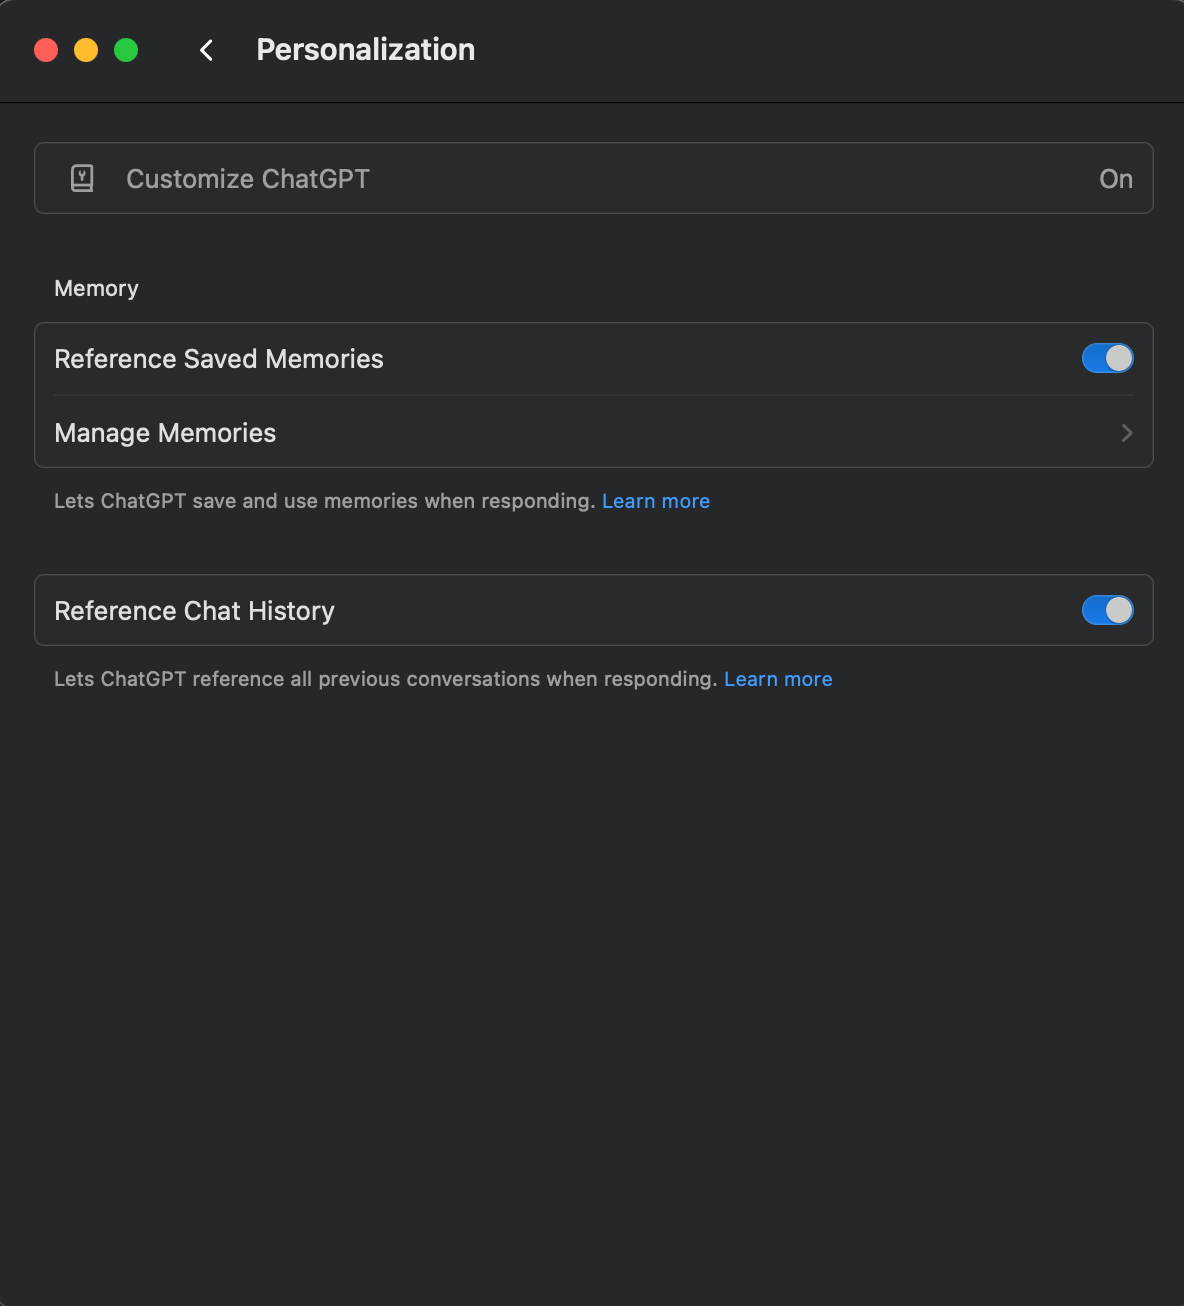 Personalization
Customize ChatGPT On
Memory
Reference Saved Memories
Manage Memories
Lets ChatGPT save and use memories when responding. Learn more
Reference Chat History
Lets ChatGPT reference all previous conversations when responding. Learn more